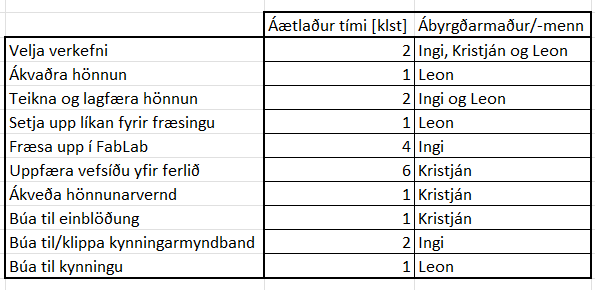 Áætlaður tími [klst] Ábyrgðarmaður/-menn
Velja verkefni 2 Ingi, Kristján og Leon
Ákvaðra hönnun 1 Leon
Teikna og lagfæra hönnun 2 Ingi og Leon
Setja upp líkan fyrir fræsingu 1 Leon
Fræsa upp í FabLab 4 Ingi
Uppfæra vefsíðu yfir ferlið 6 Kristján
Ákveða hönnunarvernd 1 Kristján
Búa til einblöðung 1 Kristján
Búa til/klippa kynningarmyndband 2 Ingi
Búa til kynningu 1 Leon